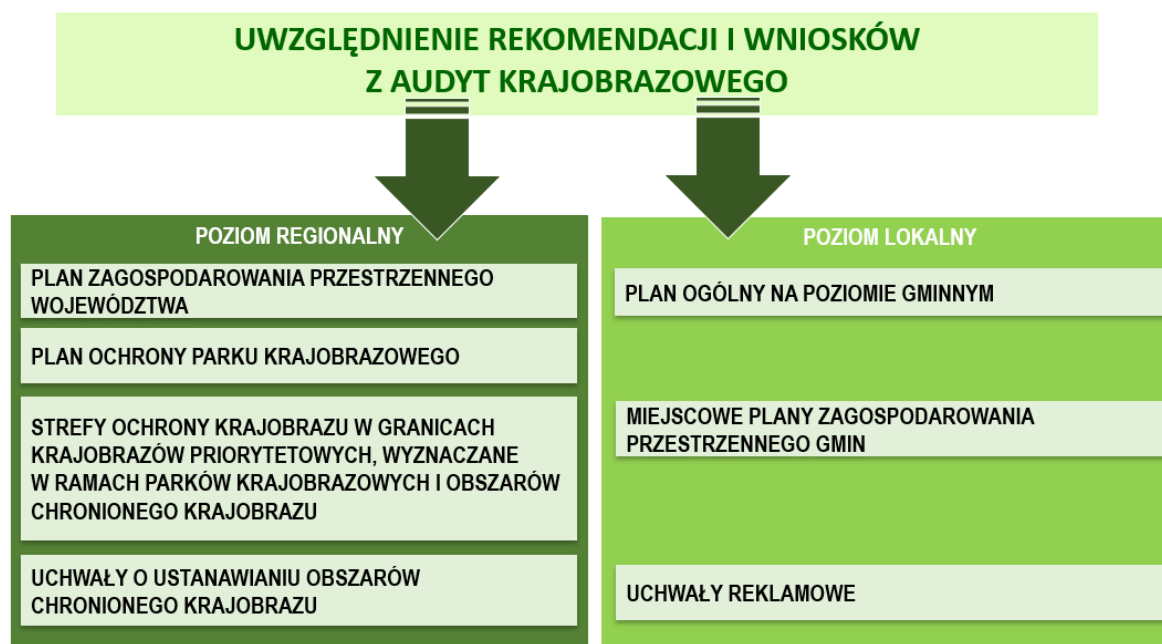 UWZGLĘDNIENIE REKOMENDACJI I WNIOSKÓW
Z AUDYT KRAJOBRAZOWEGO
POZIOM REGIONALNY
PLAN ZAGOSPODAROWANIA PRZESTRZENNEGO
WOJEWÓDZTWA
PLAN OCHRONY PARKU KRAJOBRAZOWEGO
STREFY OCHRONY KRAJOBRAZU W GRANICACH
KRAJOBRAZÓW PRIORYTETOWYCH, WYZNACZANE
W RAMACH PARKÓW KRAJOBRAZOWYCH I OBSZARÓW
CHRONIONEGO KRAJOBRAZU
UCHWAŁY O USTANAWIANIU OBSZARÓW
CHRONIONEGO KRAJOBRAZU
POZIOM LOKALNY
PLAN OGÓLNY NA POZIOMIE GMINNYM
MIEJSCOWE PLANY ZAGOSPODAROWANIA
PRZESTRZENNEGO GMIN
UCHWAŁY REKLAMOWE